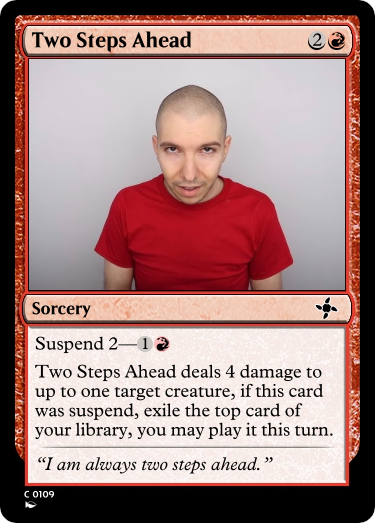 Two Steps Ahead 2
Sorcery
Suspend 2—1
Two Steps Ahead deals 4 damage to
up to one target creature, if this card
was suspend, exile the top card of
your library, you may play it this turn.
“I am always two steps ahead.”
C 0109